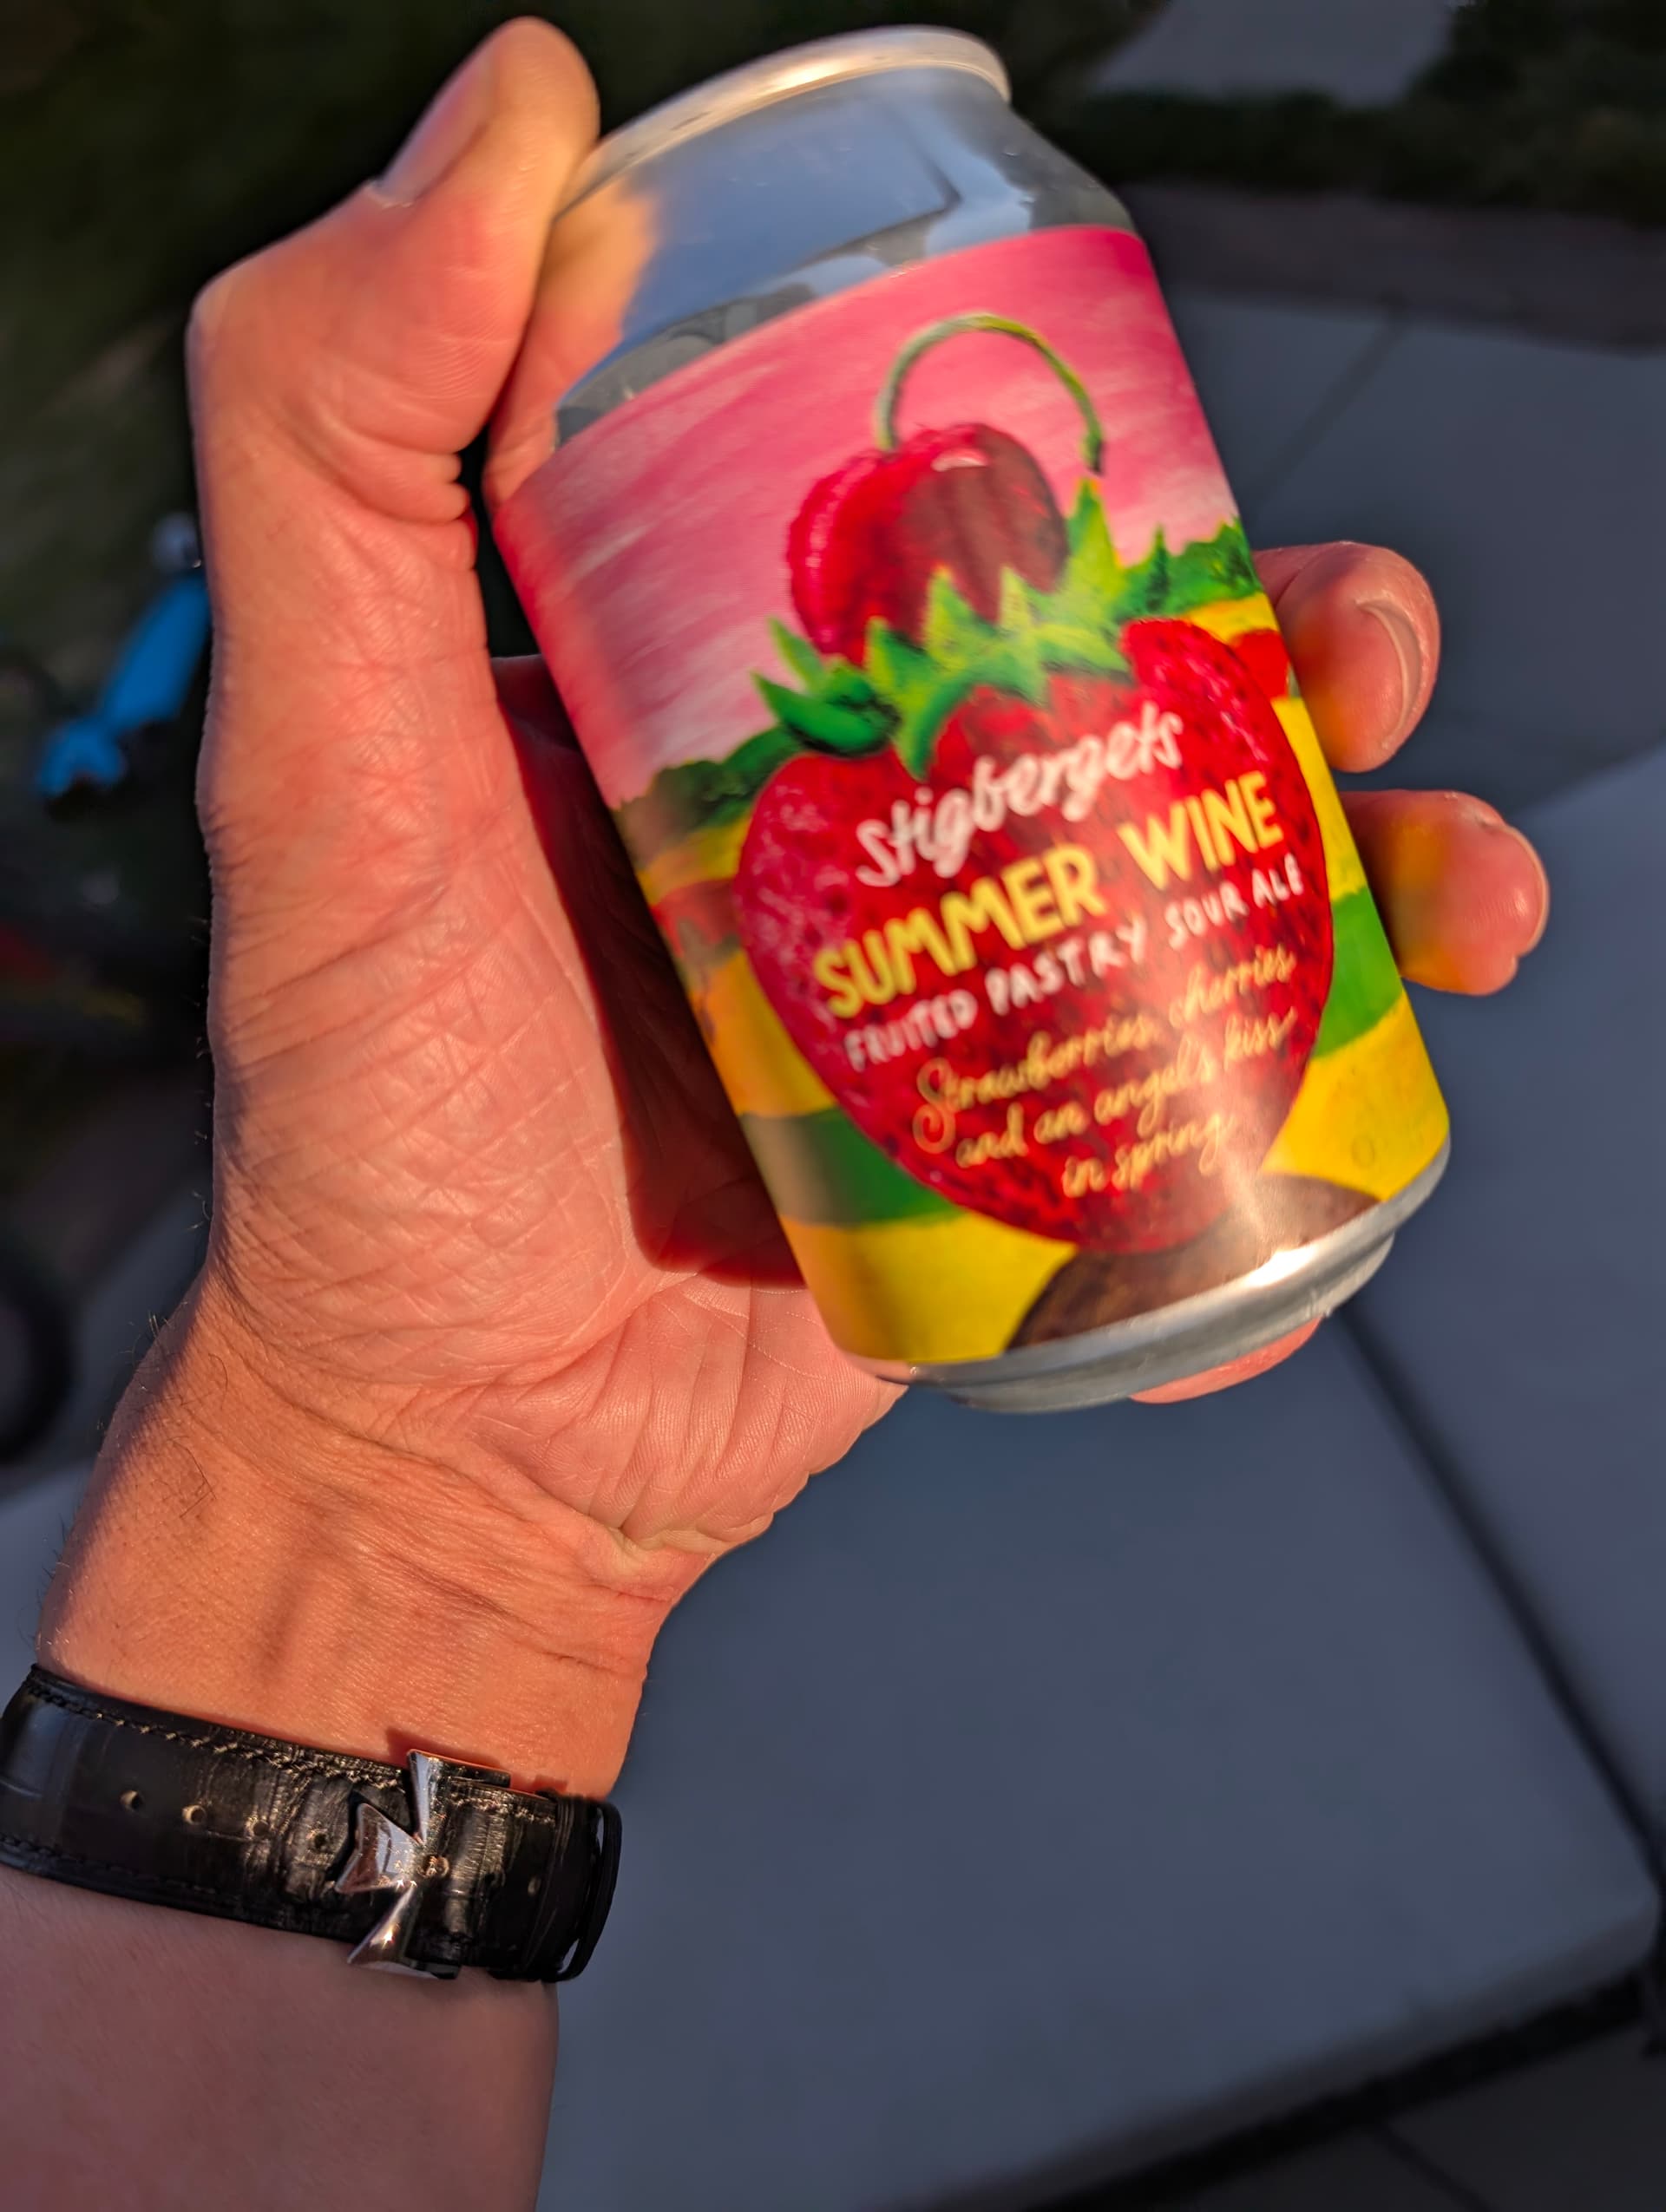 Stigbergets
SUMMER WINE
FRUITED PASTRY SOUR ALE
Strawberries, cherries
and an angel's kiss
in spring